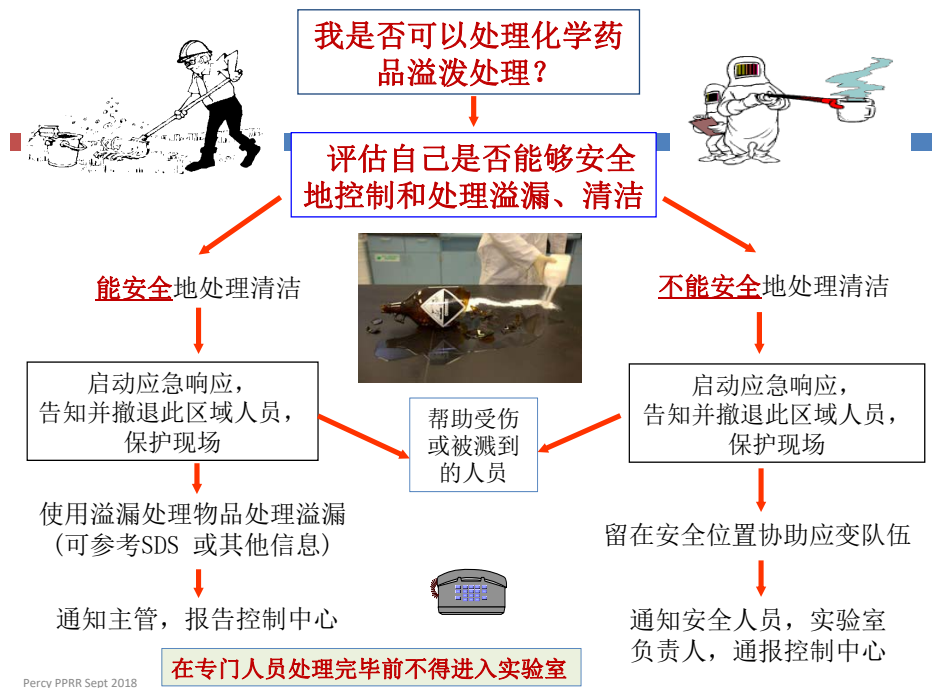 我是否可以处理化学药
品溢泼处理？
评估自己是否能够安全
地控制和处理溢漏、清洁
能安全地处理清洁
不能安全地处理清洁
启动应急响应，
告知并撤退此区域人员，
保护现场
帮助受伤
或被溅到
的人员
启动应急响应，
告知并撤退此区域人员，
保护现场
使用溢漏处理物品处理溢漏
(可参考SDS 或其他信息)
留在安全位置协助应变队伍
通知主管，报告控制中心
通知安全人员，实验室
负责人，通报控制中心
在专门人员处理完毕前不得进入实验室
Percy PPRR Sept 2018